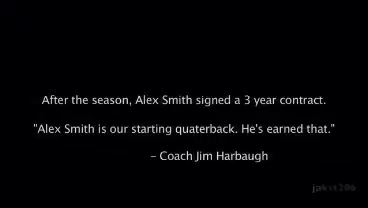 After the season, Alex Smith signed a 3 year contract.
"Alex Smith is our starting quaterback. He's earned that."
– Coach Jim Harbaugh